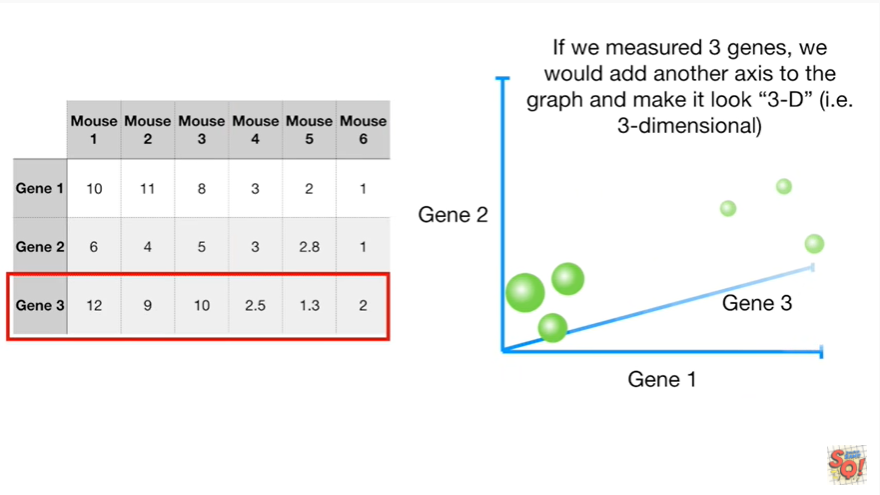 If we measured 3 genes, we
would add another axis to the
graph and make it look “3-D” (i.e.
3-dimensional)
Mouse 1 Mouse 2 Mouse 3 Mouse 4 Mouse 5 Mouse 6
Gene 1 10 11 8 3 2 1
Gene 2 6 4 5 3 2.8 1
Gene 3 12 9 10 2.5 1.3 2
Gene 2
Gene 3
Gene 1
SQ!